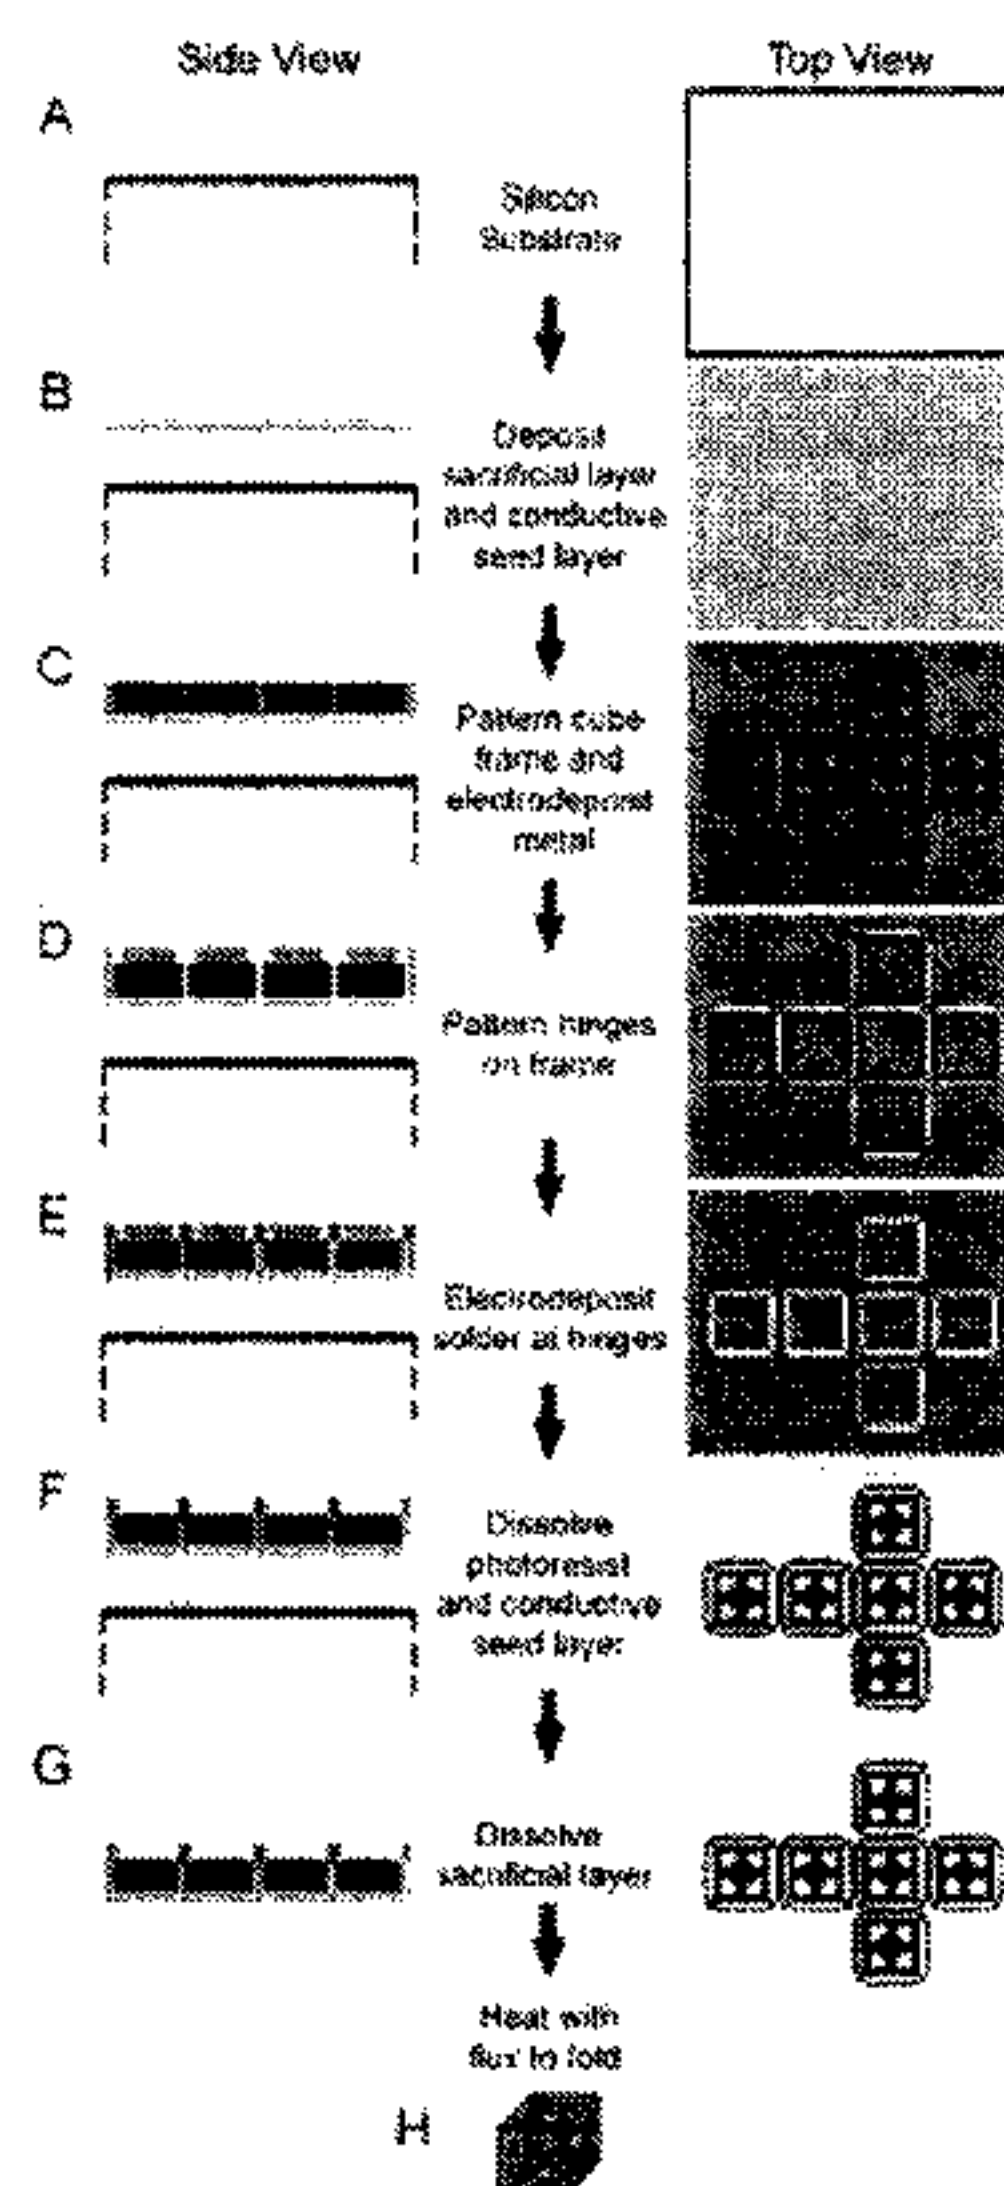 Side View
Top View
A
Silicon
Substrate
B
Deposit
sacrificial layer
and conductive
seed layer
C
Pattern cube
frame and
electrodeposit
metal
D
Pattern hinges
on frame
E
Electrodeposit
solder at hinges
F
Dissolve
photoresist
and conductive
seed layer
G
Dissolve
sacrificial layer
Heat with
flux to fold
H